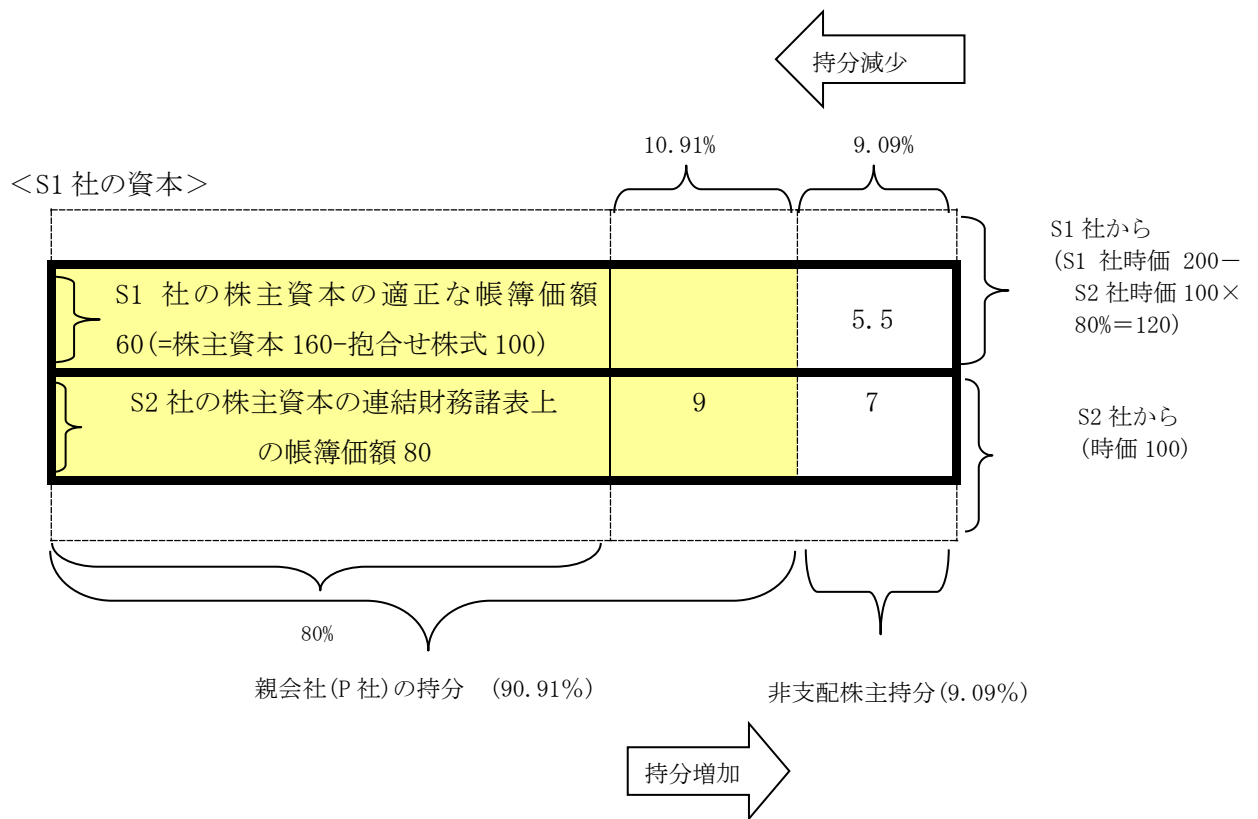 持分減少
10.91%
9.09%
＜S1 社の資本＞
S1 社から
(S1 社時価 200－
S2 社時価 100×
80%＝120)
S1 社の株主資本の適正な帳簿価額
60(=株主資本 160-抱合せ株式 100)
5.5
S2 社の株主資本の連結財務諸表上
の帳簿価額 80
9
7
S2 社から
(時価 100)
80%
親会社(P 社)の持分 (90.91%)
非支配株主持分(9.09%)
持分増加